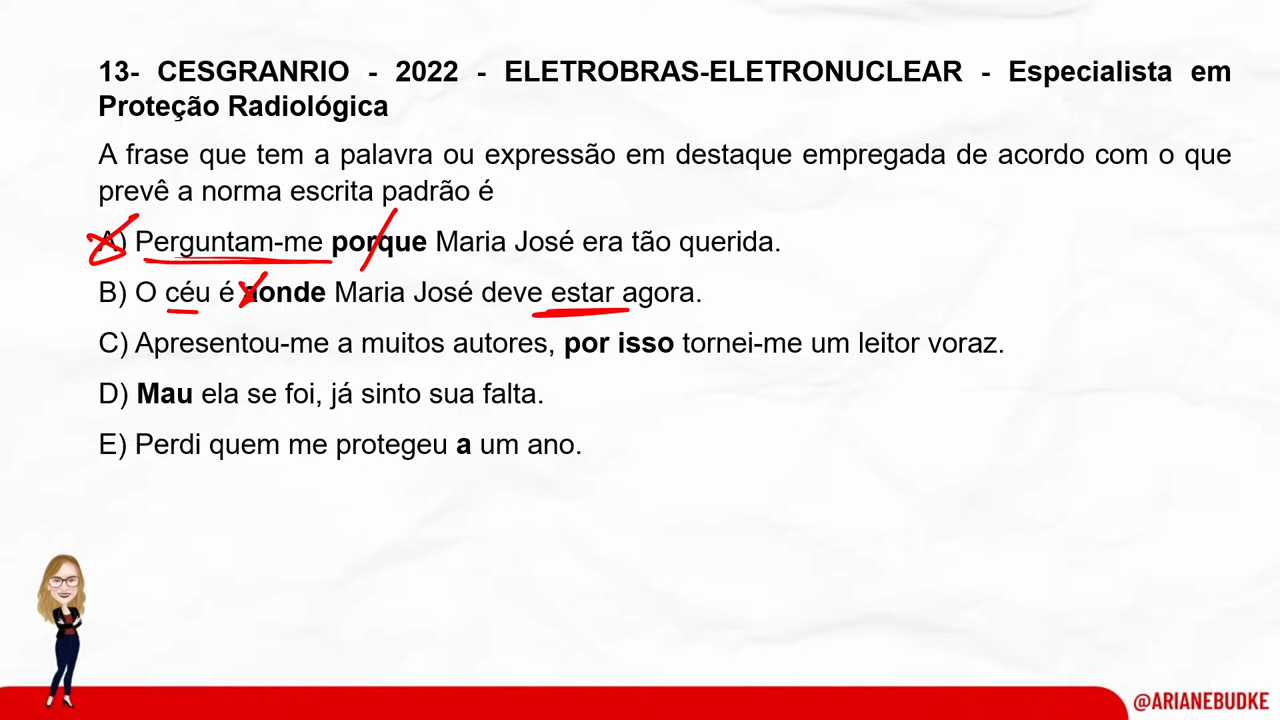 13- CESGRANRIO - 2022 - ELETROBRAS-ELETRONUCLEAR - Especialista em
Proteção Radiológica
A frase que tem a palavra ou expressão em destaque empregada de acordo com o que
prevê a norma escrita padrão é
A) Perguntam-me porque Maria José era tão querida.
B) O céu é aonde Maria José deve estar agora.
C) Apresentou-me a muitos autores, por isso tornei-me um leitor voraz.
D) Mau ela se foi, já sinto sua falta.
E) Perdi quem me protegeu a um ano.
@ARIANEBUDKE